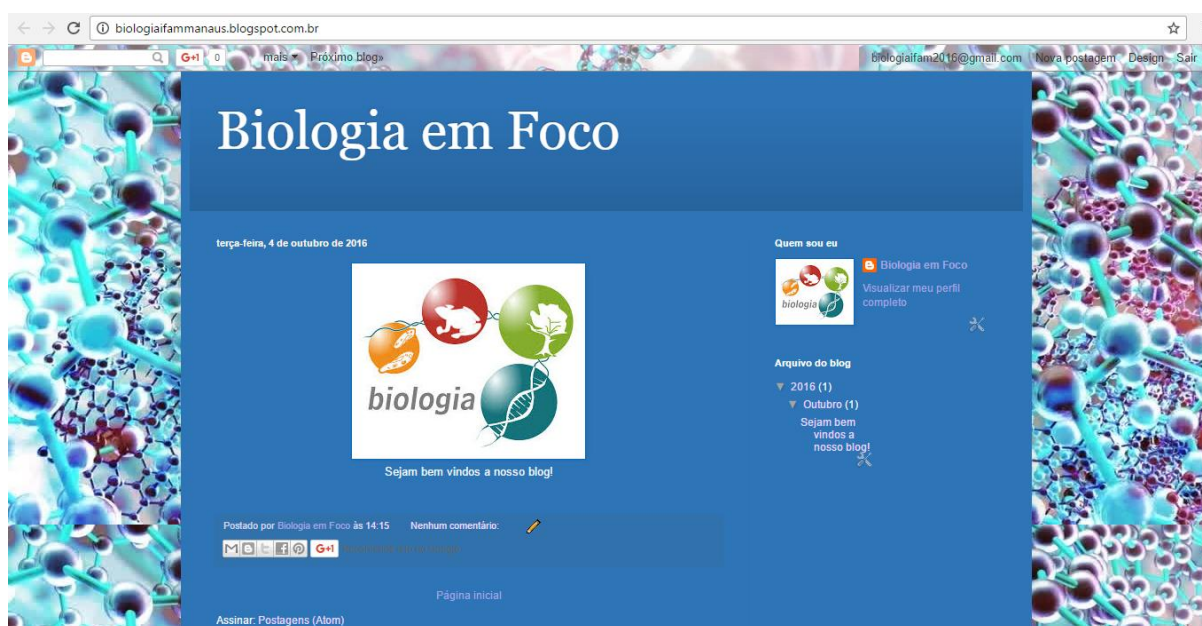 biologiaifammanaus.blogspot.com.br
G+1 0 mais Próximo blog» biologiaifam2016@gmail.com Nova postagem Design Sair
Biologia em Foco
terça-feira, 4 de outubro de 2016
biologia
Sejam bem vindos a nosso blog!
Postado por Biologia em Foco às 14:15 Nenhum comentário:
G+1
Página inicial
Assinar: Postagens (Atom)
Quem sou eu
biologia
Biologia em Foco
Visualizar meu perfil
completo
Arquivo do blog
▼ 2016 (1)
▼ Outubro (1)
Sejam bem
vindos a
nosso blog!